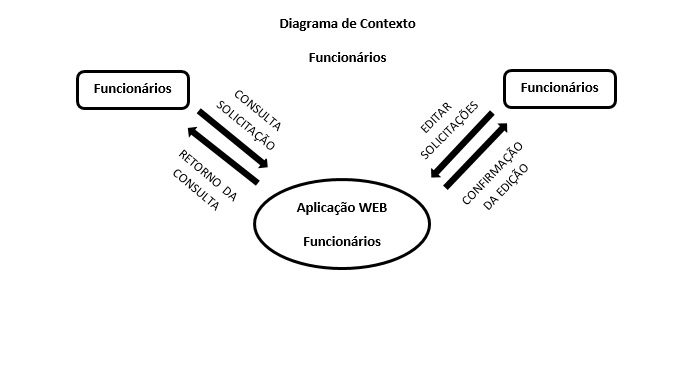 Diagrama de Contexto
Funcionários
Funcionários
CONSULTA
SOLICITAÇÃO
RETORNO DA
CONSULTA
EDITAR
SOLICITAÇÕES
CONFIRMAÇÃO
DA EDIÇÃO
Funcionários
Aplicação WEB
Funcionários